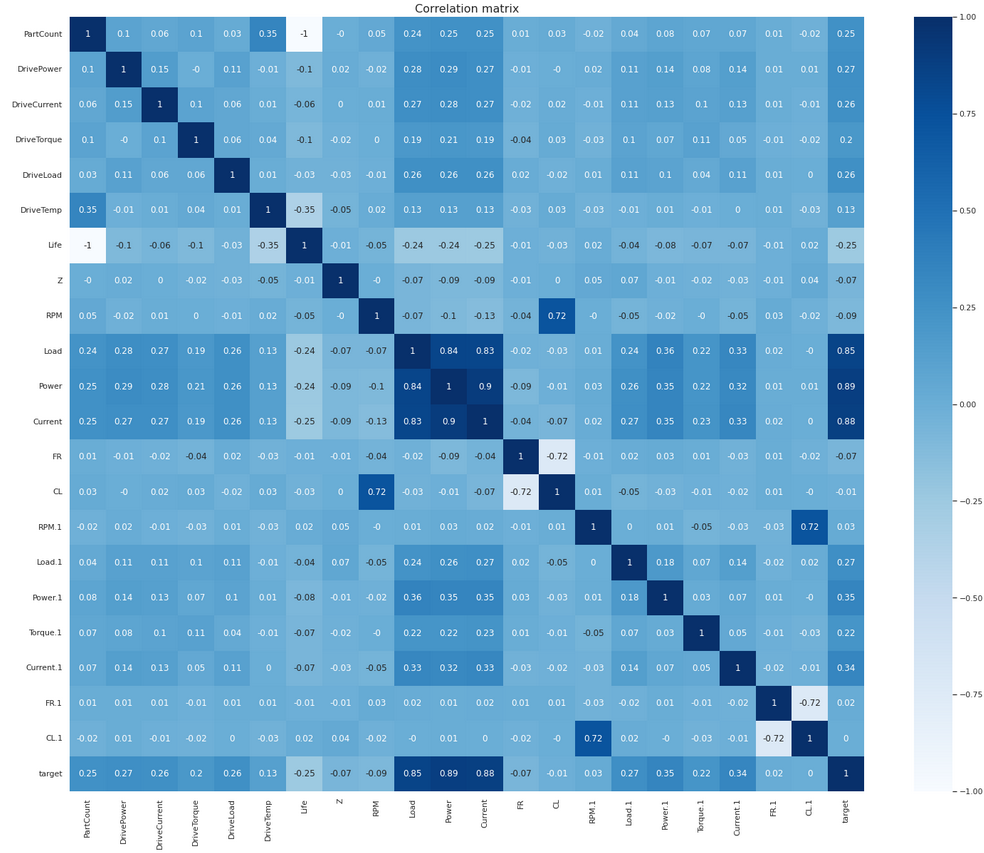 Correlation matrix
PartCount 1 0.1 0.06 0.1 0.03 0.35 -1 -0 0.05 0.24 0.25 0.25 0.01 0.03 -0.02 0.04 0.08 0.07 0.07 0.01 -0.02 0.25
DrivePower 0.1 1 0.15 -0 0.11 -0.01 -0.1 0.02 -0.02 0.28 0.29 0.27 -0.01 -0 0.02 0.11 0.14 0.08 0.14 0.01 0.01 0.27
DriveCurrent 0.06 0.15 1 0.1 0.06 0.01 -0.06 0 0.01 0.27 0.28 0.27 -0.02 0.02 -0.01 0.11 0.13 0.1 0.13 0.01 -0.01 0.26
DriveTorque 0.1 -0 0.1 1 0.06 0.04 -0.1 -0.02 0 0.19 0.21 0.19 -0.04 0.03 -0.03 0.1 0.07 0.11 0.05 -0.01 -0.02 0.2
DriveLoad 0.03 0.11 0.06 0.06 1 0.01 -0.03 -0.03 -0.01 0.26 0.26 0.26 0.02 -0.02 0.01 0.11 0.1 0.04 0.11 0.01 0 0.26
DriveTemp 0.35 -0.01 0.01 0.04 0.01 1 -0.35 -0.05 0.02 0.13 0.13 0.13 -0.03 0.03 -0.03 -0.01 0.01 -0.01 0 0.01 -0.03 0.13
Life -1 -0.1 -0.06 -0.1 -0.03 -0.35 1 -0.01 -0.05 -0.24 -0.24 -0.25 -0.01 -0.03 0.02 -0.04 -0.08 -0.07 -0.07 -0.01 0.02 -0.25
Z -0 0.02 0 -0.02 -0.03 -0.05 -0.01 1 -0 -0.07 -0.09 -0.09 -0.01 0 0.05 0.07 -0.01 -0.02 -0.03 -0.01 0.04 -0.07
RPM 0.05 -0.02 0.01 0 -0.01 0.02 -0.05 -0 1 -0.07 -0.1 -0.13 -0.04 0.72 -0 -0.05 -0.02 -0 -0.05 0.03 -0.02 -0.09
Load 0.24 0.28 0.27 0.19 0.26 0.13 -0.24 -0.07 -0.07 1 0.84 0.83 -0.02 -0.03 0.01 0.24 0.36 0.22 0.33 0.02 -0 0.85
Power 0.25 0.29 0.28 0.21 0.26 0.13 -0.24 -0.09 -0.1 0.84 1 0.9 -0.09 -0.01 0.03 0.26 0.35 0.22 0.32 0.01 0.01 0.89
Current 0.25 0.27 0.27 0.19 0.26 0.13 -0.25 -0.09 -0.13 0.83 0.9 1 -0.04 -0.07 0.02 0.27 0.35 0.23 0.33 0.02 0 0.88
FR 0.01 -0.01 -0.02 -0.04 0.02 -0.03 -0.01 -0.01 -0.04 -0.02 -0.09 -0.04 1 -0.72 -0.01 0.02 0.03 0.01 -0.03 0.01 -0.02 -0.07
CL 0.03 -0 0.02 0.03 -0.02 0.03 -0.03 0 0.72 -0.03 -0.01 -0.07 -0.72 1 0.01 -0.05 -0.03 -0.01 -0.02 0.01 -0 -0.01
RPM.1 -0.02 0.02 -0.01 -0.03 0.01 -0.03 0.02 0.05 -0 0.01 0.03 0.02 -0.01 0.01 1 0 0.01 -0.05 -0.03 -0.03 0.72 0.03
Load.1 0.04 0.11 0.11 0.1 0.11 -0.01 -0.04 0.07 -0.05 0.24 0.26 0.27 0.02 -0.05 0 1 0.18 0.07 0.14 -0.02 0.02 0.27
Power.1 0.08 0.14 0.13 0.07 0.1 0.01 -0.08 -0.01 -0.02 0.36 0.35 0.35 0.03 -0.03 0.01 0.18 1 0.03 0.07 0.01 -0 0.35
Torque.1 0.07 0.08 0.1 0.11 0.04 -0.01 -0.07 -0.02 -0 0.22 0.22 0.23 0.01 -0.01 -0.05 0.07 0.03 1 0.05 -0.01 -0.03 0.22
Current.1 0.07 0.14 0.13 0.05 0.11 0 -0.07 -0.03 -0.05 0.33 0.32 0.33 -0.03 -0.02 -0.03 0.14 0.07 0.05 1 -0.02 -0.01 0.34
FR.1 0.01 0.01 0.01 -0.01 0.01 0.01 -0.01 -0.01 0.03 0.02 0.01 0.02 0.01 0.01 -0.03 -0.02 0.01 -0.01 -0.02 1 -0.72 0.02
CL.1 -0.02 0.01 -0.01 -0.02 0 -0.03 0.02 0.04 -0.02 -0 0.01 0 -0.02 -0 0.72 0.02 -0 -0.03 -0.01 -0.72 1 0
target 0.25 0.27 0.26 0.2 0.26 0.13 -0.25 -0.07 -0.09 0.85 0.89 0.88 -0.07 -0.01 0.03 0.27 0.35 0.22 0.34 0.02 0 1
PartCount DrivePower DriveCurrent DriveTorque DriveLoad DriveTemp Life Z RPM Load Power Current FR CL RPM.1 Load.1 Power.1 Torque.1 Current.1 FR.1 CL.1 target
1.00
0.75
0.50
0.25
0.00
−0.25
−0.50
−0.75
−1.00